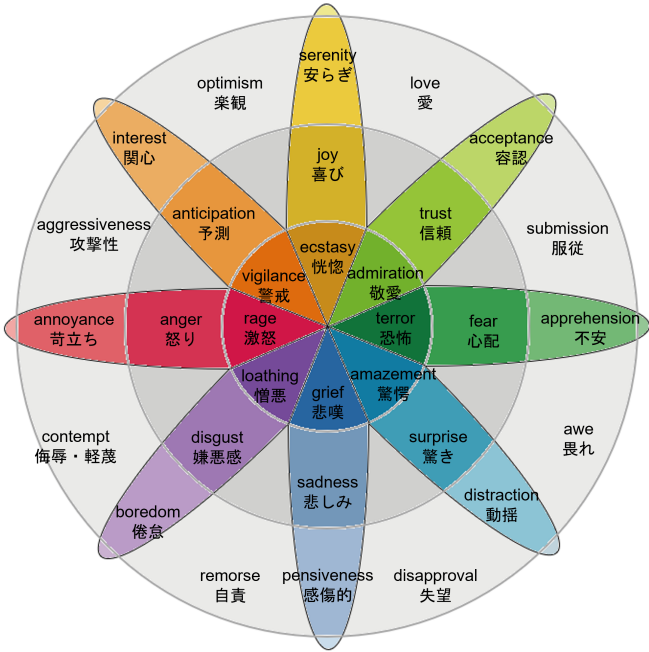 serenity
安らぎ
optimism
楽観
love
愛
interest
関心
acceptance
容認
joy
喜び
anticipation
予測
trust
信頼
aggressiveness
攻撃性
submission
服従
ecstasy
恍惚
vigilance
警戒
admiration
敬愛
annoyance
苛立ち
anger
怒り
rage
激怒
terror
恐怖
fear
心配
apprehension
不安
loathing
憎悪
grief
悲嘆
amazement
驚愕
contempt
侮辱・軽蔑
disgust
嫌悪感
surprise
驚き
awe
畏れ
sadness
悲しみ
boredom
倦怠
distraction
動揺
remorse
自責
pensiveness
感傷的
disapproval
失望